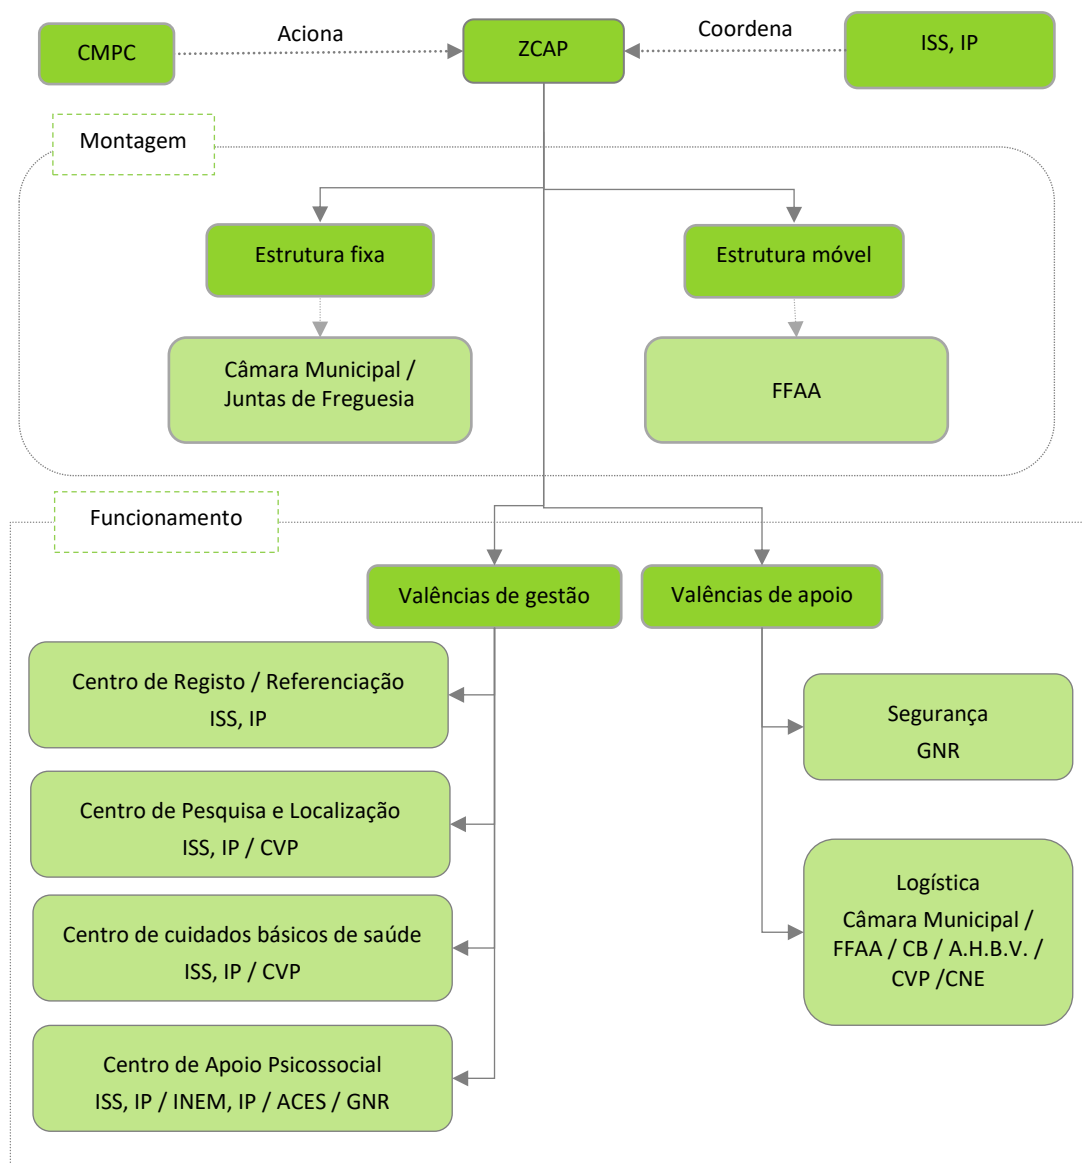 CMPC
Aciona
ZCAP
Coordena
ISS, IP
Montagem
Estrutura fixa
Estrutura móvel
Câmara Municipal /
Juntas de Freguesia
FFAA
Funcionamento
Valências de gestão
Valências de apoio
Centro de Registo / Referenciação
ISS, IP
Segurança
GNR
Centro de Pesquisa e Localização
ISS, IP / CVP
Centro de cuidados básicos de saúde
ISS, IP / CVP
Logística
Câmara Municipal /
FFAA / CB / A.H.B.V. /
CVP /CNE
Centro de Apoio Psicossocial
ISS, IP / INEM, IP / ACES / GNR